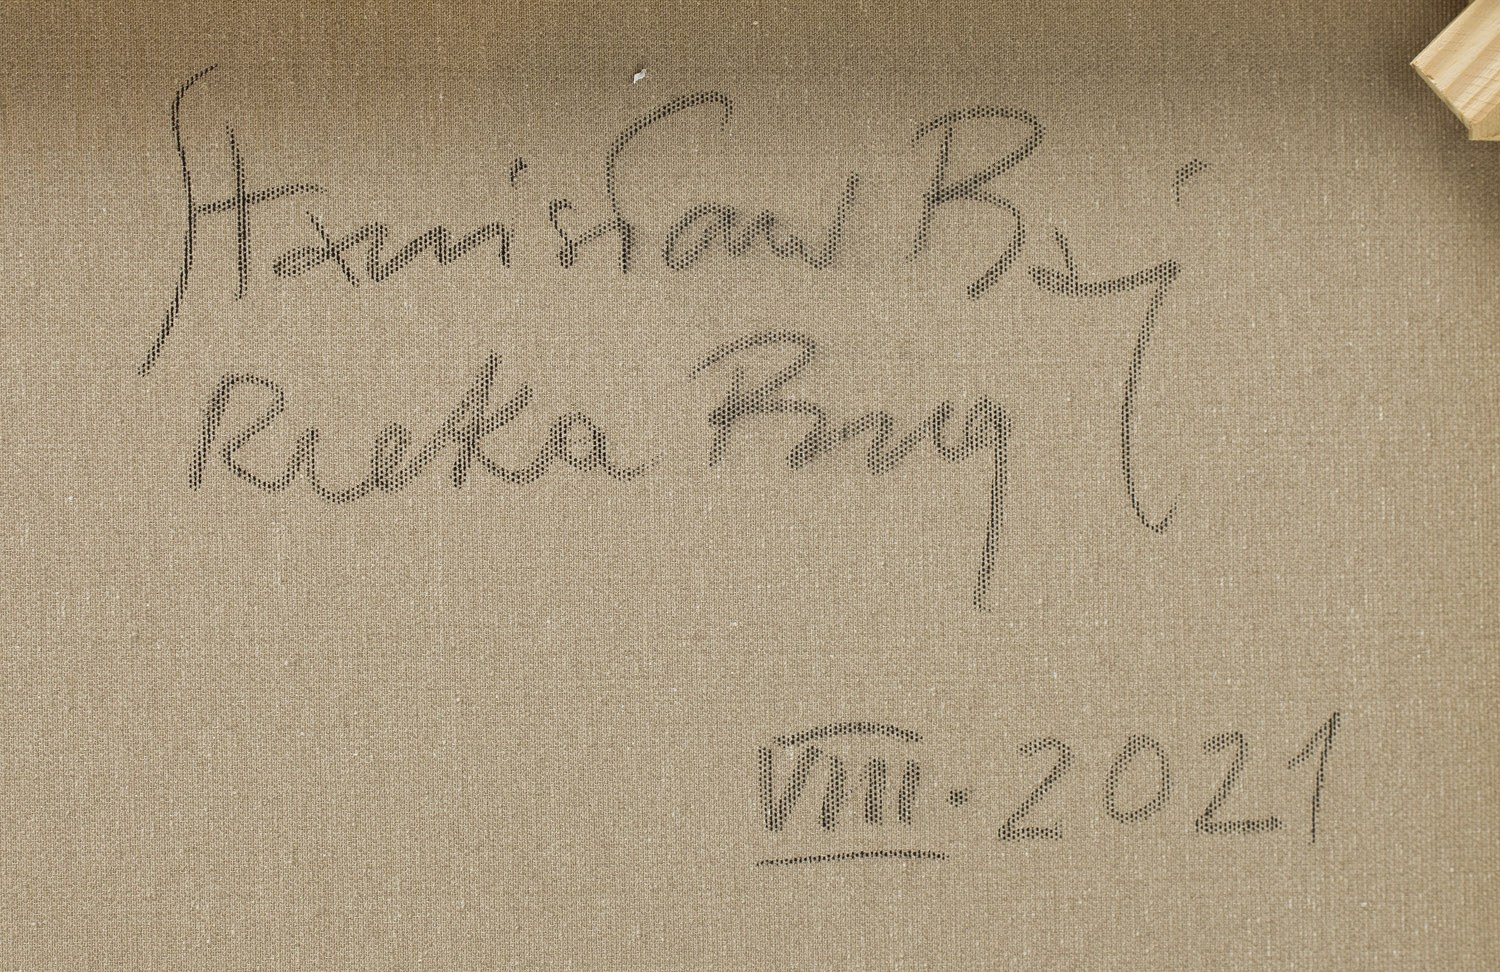 Stanisław Baj
Rzeka Bug
VIII. 2021